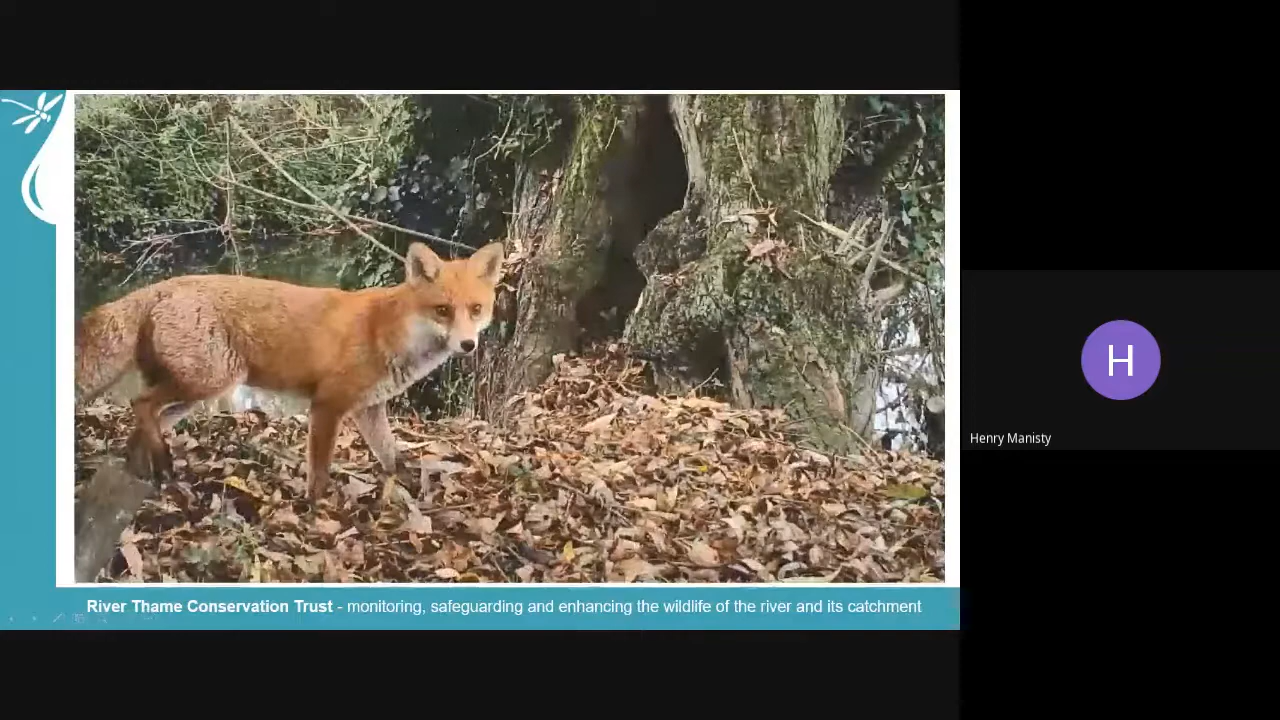 River Thame Conservation Trust - monitoring, safeguarding and enhancing the wildlife of the river and its catchment
H
Henry Manisty